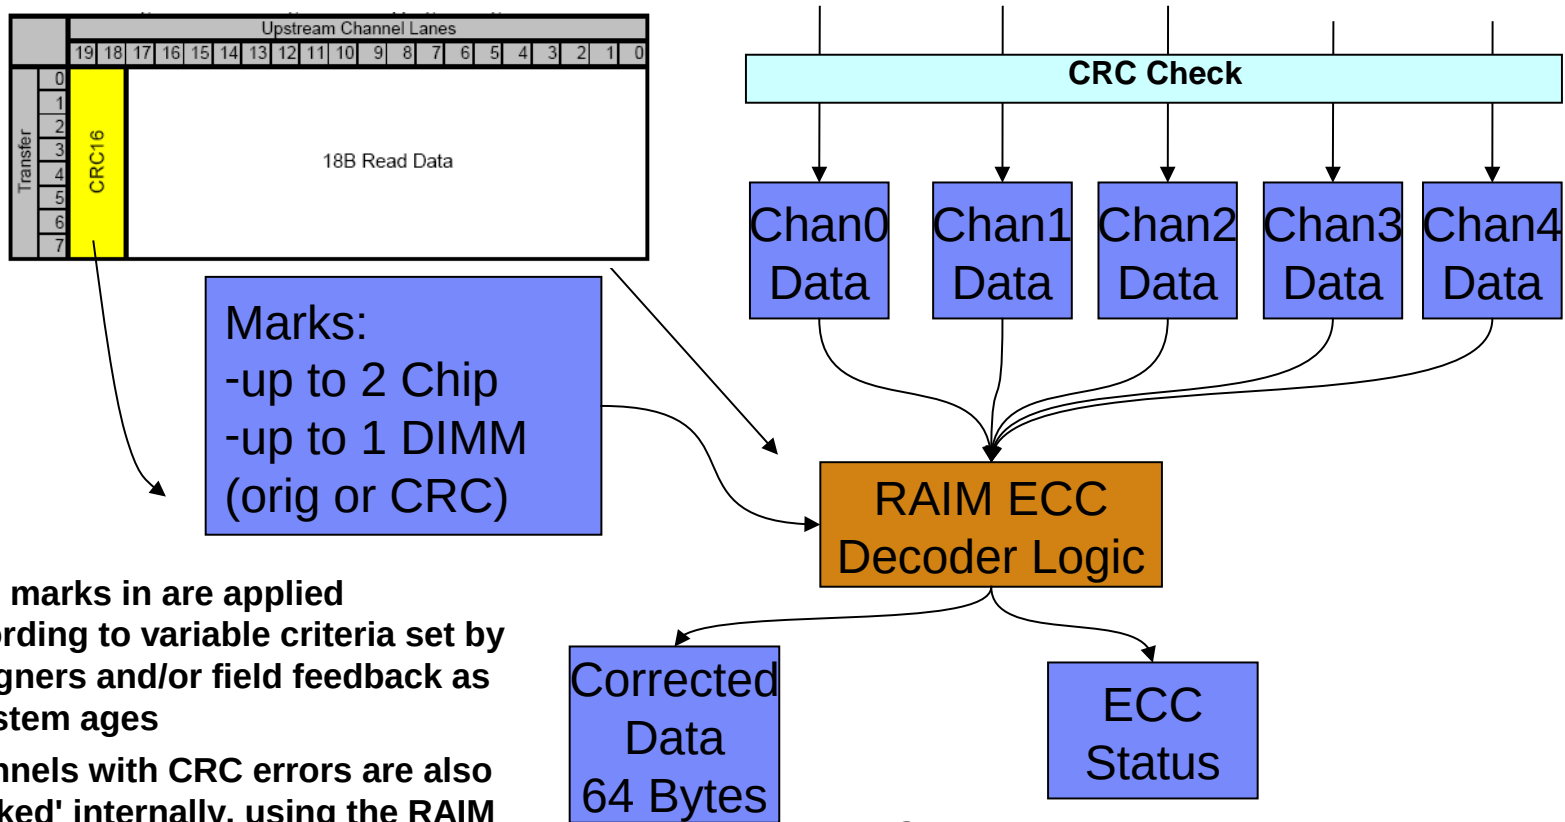 Upstream Channel Lanes
19 18 17 16 15 14 13 12 11 10 9 8 7 6 5 4 3 2 1 0
Transfer
0
1
2
3
4
5
6
7
CRC16
18B Read Data
CRC Check
Chan0
Data
Chan1
Data
Chan2
Data
Chan3
Data
Chan4
Data
Marks:
-up to 2 Chip
-up to 1 DIMM
(orig or CRC)
RAIM ECC
Decoder Logic
marks in are applied
ording to variable criteria set by
gners and/or field feedback as
stem ages
nnels with CRC errors are also
ked' internally, using the RAIM
Corrected
Data
64 Bytes
ECC
Status